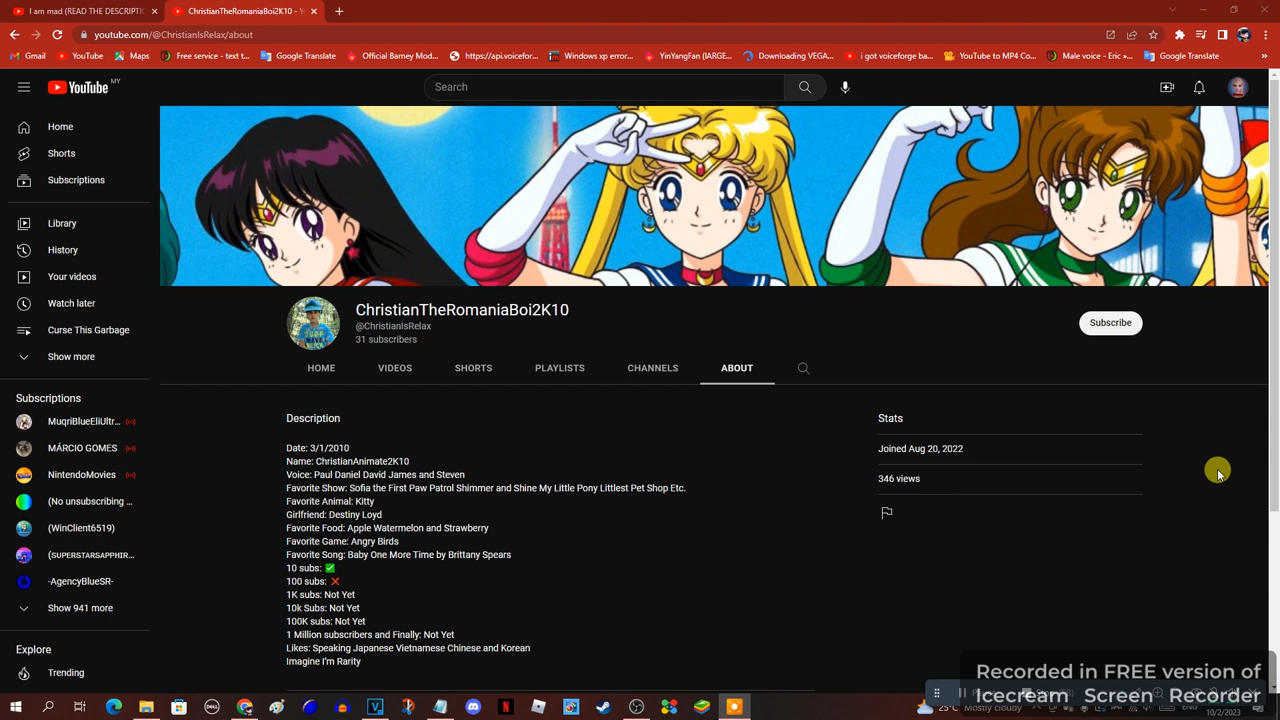 I am mad (READ THE DESCRIPTIO
ChristianTheRomaniaBoi2K10 - Y
youtube.com/@ChristianIsRelax/about
Gmail
YouTube
Maps
Free service - text t...
Google Translate
Official Barney Mod...
https://api.voicefor...
Windows xp error...
YinYangFan (IARGE...
Downloading VEGA...
i got voiceforge ba...
YouTube to MP4 Co...
Male voice - Eric »...
Google Translate
YouTube MY
Search
Home
Shorts
Subscriptions
Library
History
Your videos
Watch later
Curse This Garbage
Show more
Subscriptions
MuqriBlueEliUltr...
MÁRCIO GOMES
NintendoMovies
(No unsubscribing ...
(WinClient6519)
(SUPERSTARSAPPHIR...
-AgencyBlueSR-
Show 941 more
Explore
Trending
ChristianTheRomaniaBoi2K10
@ChristianIsRelax
31 subscribers
Subscribe
HOME
VIDEOS
SHORTS
PLAYLISTS
CHANNELS
ABOUT
Description
Date: 3/1/2010
Name: ChristianAnimate2K10
Voice: Paul Daniel David James and Steven
Favorite Show: Sofia the First Paw Patrol Shimmer and Shine My Little Pony Littlest Pet Shop Etc.
Favorite Animal: Kitty
Girlfriend: Destiny Loyd
Favorite Food: Apple Watermelon and Strawberry
Favorite Game: Angry Birds
Favorite Song: Baby One More Time by Brittany Spears
10 subs: ✅
100 subs: ❌
1K subs: Not Yet
10k Subs: Not Yet
100K subs: Not Yet
1 Million subscribers and Finally: Not Yet
Likes: Speaking Japanese Vietnamese Chinese and Korean
Imagine I'm Rarity
Stats
Joined Aug 20, 2022
346 views
Recorded in FREE version of
Icecream Screen Recorder
25°C Mostly cloudy
ENG
10/2/2023